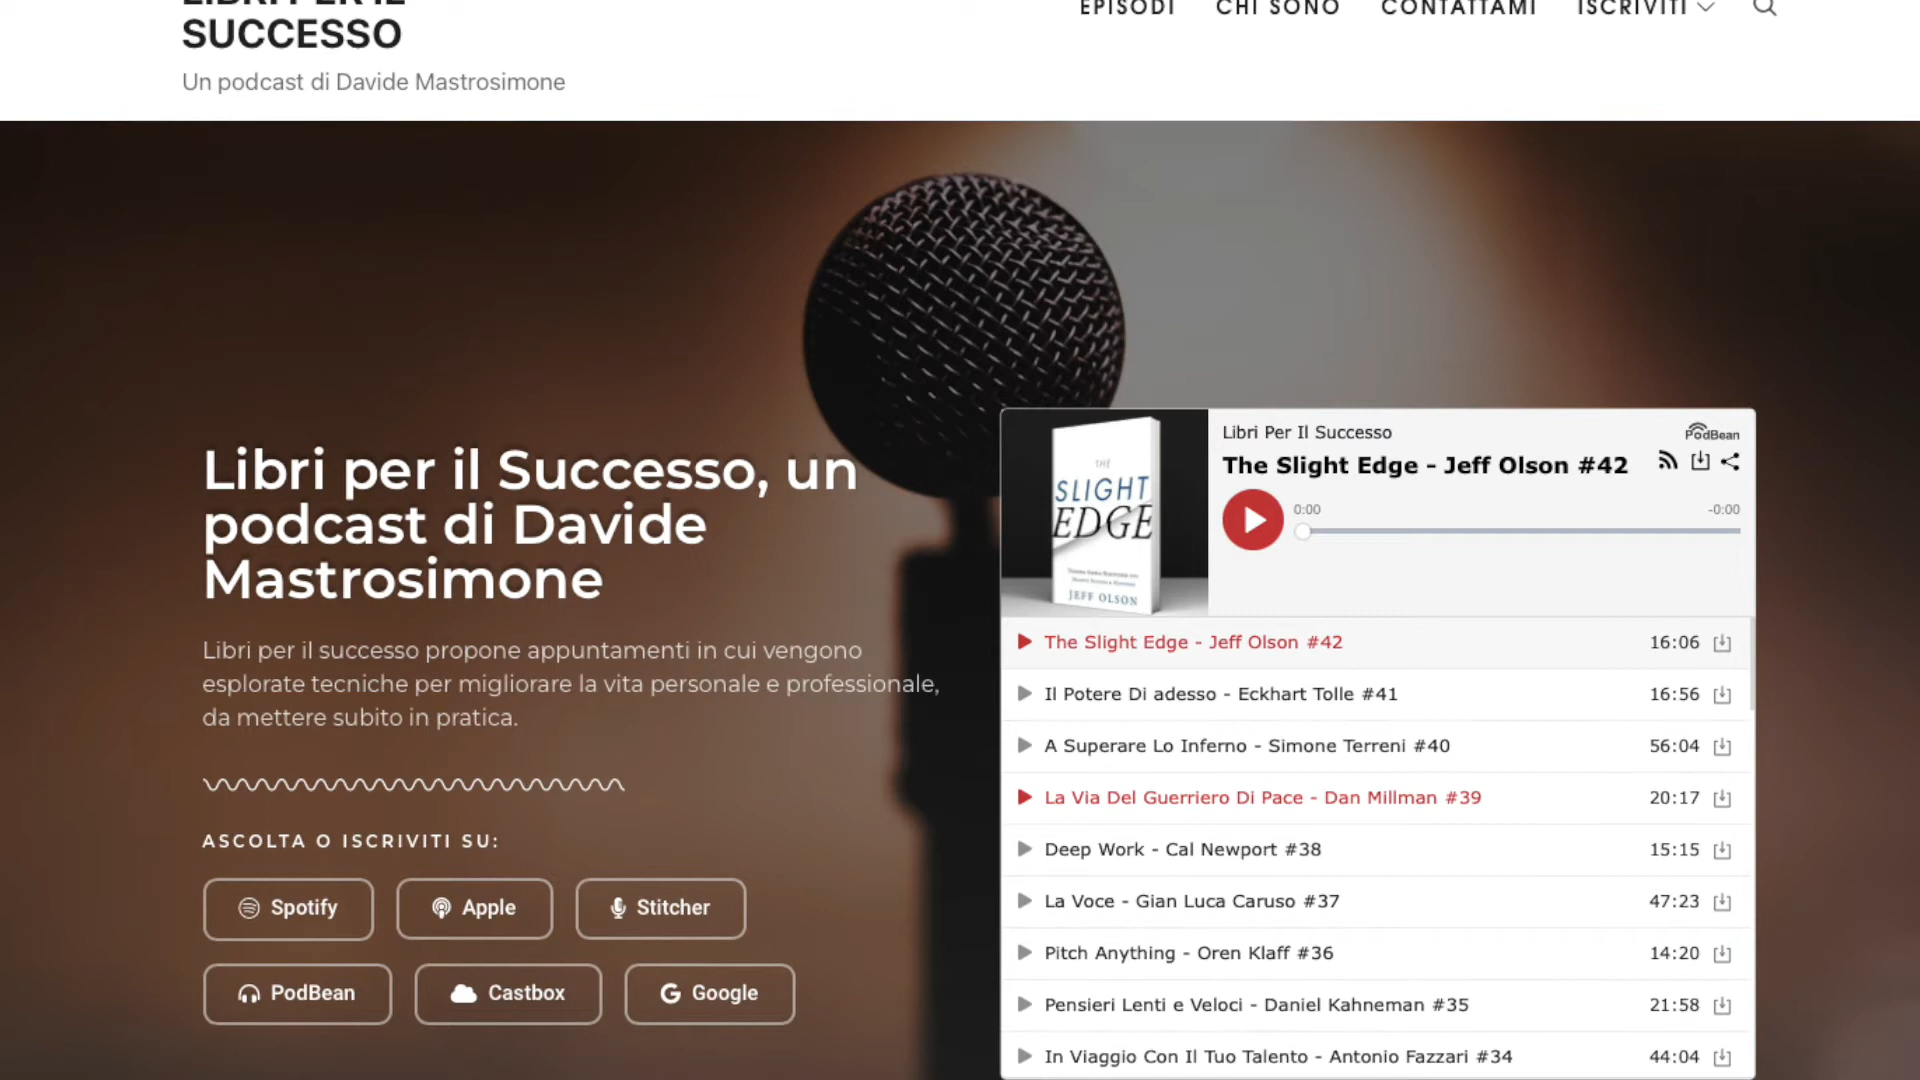 LIBRI PER IL
SUCCESSO
Un podcast di Davide Mastrosimone
EPISODI CHI SONO CONTATTAMI ISCRIVITI
Libri per il Successo, un
podcast di Davide
Mastrosimone
Libri per il successo propone appuntamenti in cui vengono
esplorate tecniche per migliorare la vita personale e professionale,
da mettere subito in pratica.
ASCOLTA O ISCRIVITI SU:
Spotify Apple Stitcher
PodBean Castbox Google
THE
SLIGHT
EDGE
JEFF OLSON
Libri Per Il Successo
PodBean
The Slight Edge - Jeff Olson #42
0:00 -0:00
The Slight Edge - Jeff Olson #42 16:06
Il Potere Di adesso - Eckhart Tolle #41 16:56
A Superare Lo Inferno - Simone Terreni #40 56:04
La Via Del Guerriero Di Pace - Dan Millman #39 20:17
Deep Work - Cal Newport #38 15:15
La Voce - Gian Luca Caruso #37 47:23
Pitch Anything - Oren Klaff #36 14:20
Pensieri Lenti e Veloci - Daniel Kahneman #35 21:58
In Viaggio Con Il Tuo Talento - Antonio Fazzari #34 44:04